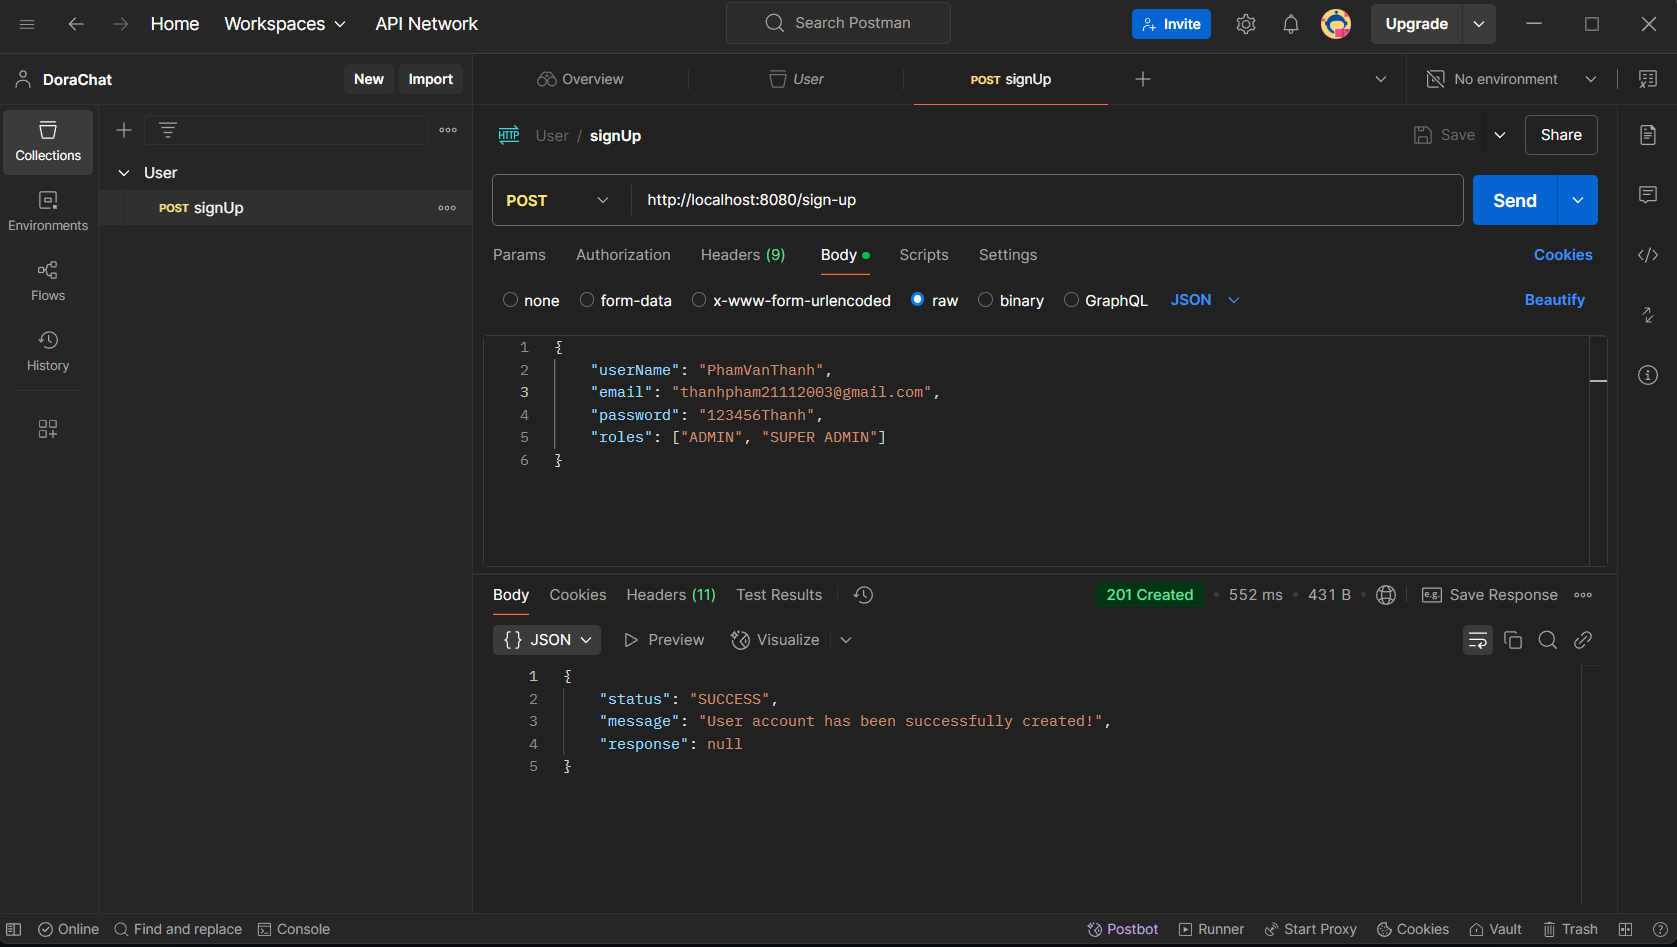 Home Workspaces API Network Search Postman Invite Upgrade
DoraChat New Import Overview User POST signUp No environment
Collections
Environments
Flows
History
User
POST signUp
HTTP User / signUp Save Share
POST http://localhost:8080/sign-up Send
Params Authorization Headers (9) Body Scripts Settings Cookies
none form-data x-www-form-urlencoded raw binary GraphQL JSON Beautify
1 {
2 "userName": "PhamVanThanh",
3 "email": "thanhpham21112003@gmail.com",
4 "password": "123456Thanh",
5 "roles": ["ADMIN", "SUPER ADMIN"]
6 }
Body Cookies Headers (11) Test Results 201 Created • 552 ms • 431 B • e.g. Save Response
{} JSON Preview Visualize
1 {
2 "status": "SUCCESS",
3 "message": "User account has been successfully created!",
4 "response": null
5 }
Online Find and replace Console Postbot Runner Start Proxy Cookies Vault Trash